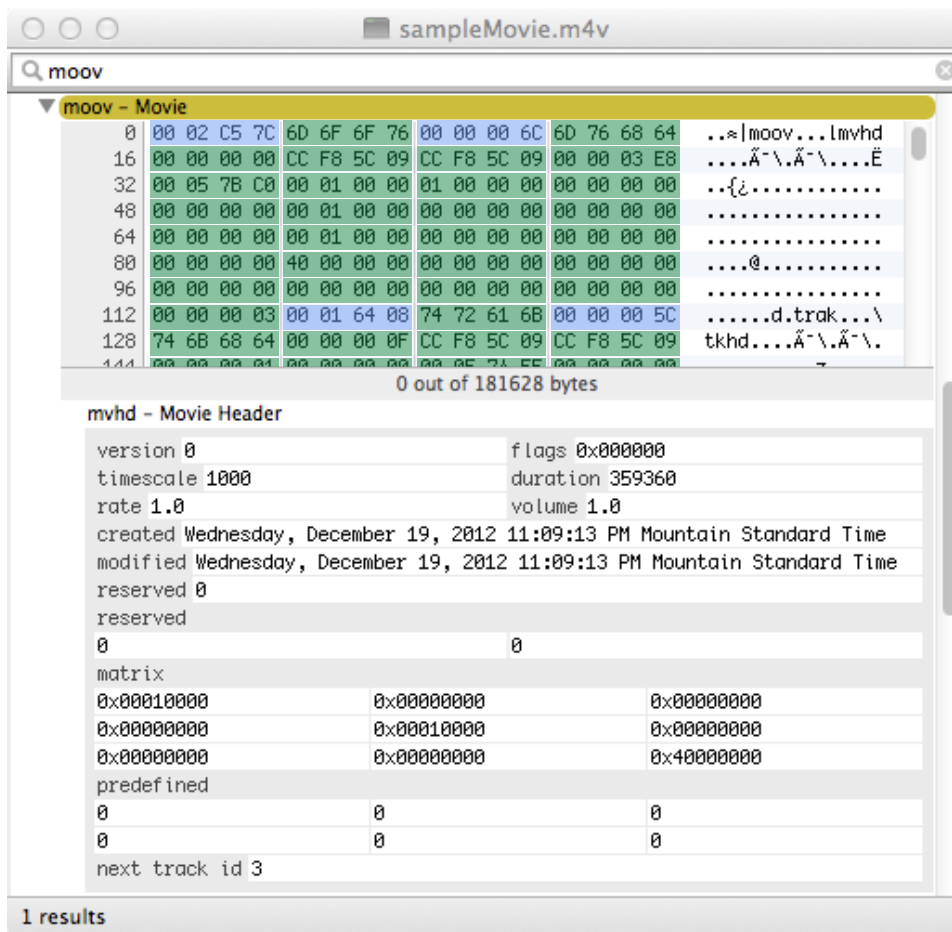 sampleMovie.m4v
moov
moov – Movie
0 00 02 C5 7C 6D 6F 6F 76 00 00 00 6C 6D 76 68 64 ..≈|moov...lmvhd
16 00 00 00 00 CC F8 5C 09 CC F8 5C 09 00 00 03 E8 ....Ã¯\.Ã¯\....Ë
32 00 05 7B C0 00 01 00 00 01 00 00 00 00 00 00 00 ..{¿............
48 00 00 00 00 00 01 00 00 00 00 00 00 00 00 00 00 ................
64 00 00 00 00 00 01 00 00 00 00 00 00 00 00 00 00 ................
80 00 00 00 00 40 00 00 00 00 00 00 00 00 00 00 00 ....@...........
96 00 00 00 00 00 00 00 00 00 00 00 00 00 00 00 00 ................
112 00 00 00 03 00 01 64 08 74 72 61 6B 00 00 00 5C ......d.trak...\
128 74 6B 68 64 00 00 00 0F CC F8 5C 09 CC F8 5C 09 tkhd....Ã¯\.Ã¯\.
0 out of 181628 bytes
mvhd – Movie Header
version 0 flags 0x000000
timescale 1000 duration 359360
rate 1.0 volume 1.0
created Wednesday, December 19, 2012 11:09:13 PM Mountain Standard Time
modified Wednesday, December 19, 2012 11:09:13 PM Mountain Standard Time
reserved 0
reserved
0 0
matrix
0x00010000 0x00000000 0x00000000
0x00000000 0x00010000 0x00000000
0x00000000 0x00000000 0x40000000
predefined
0 0 0
0 0 0
next track id 3
1 results